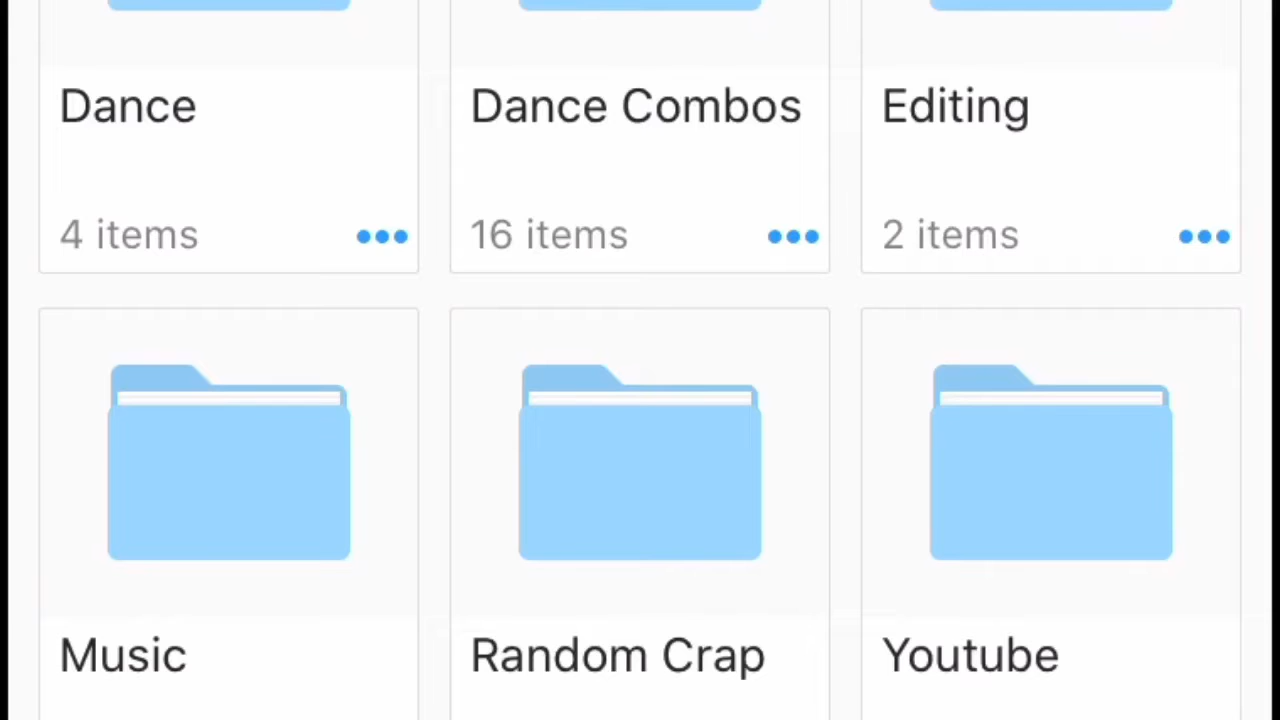 Dance
Dance Combos
Editing
4 items
16 items
2 items
Music
Random Crap
Youtube